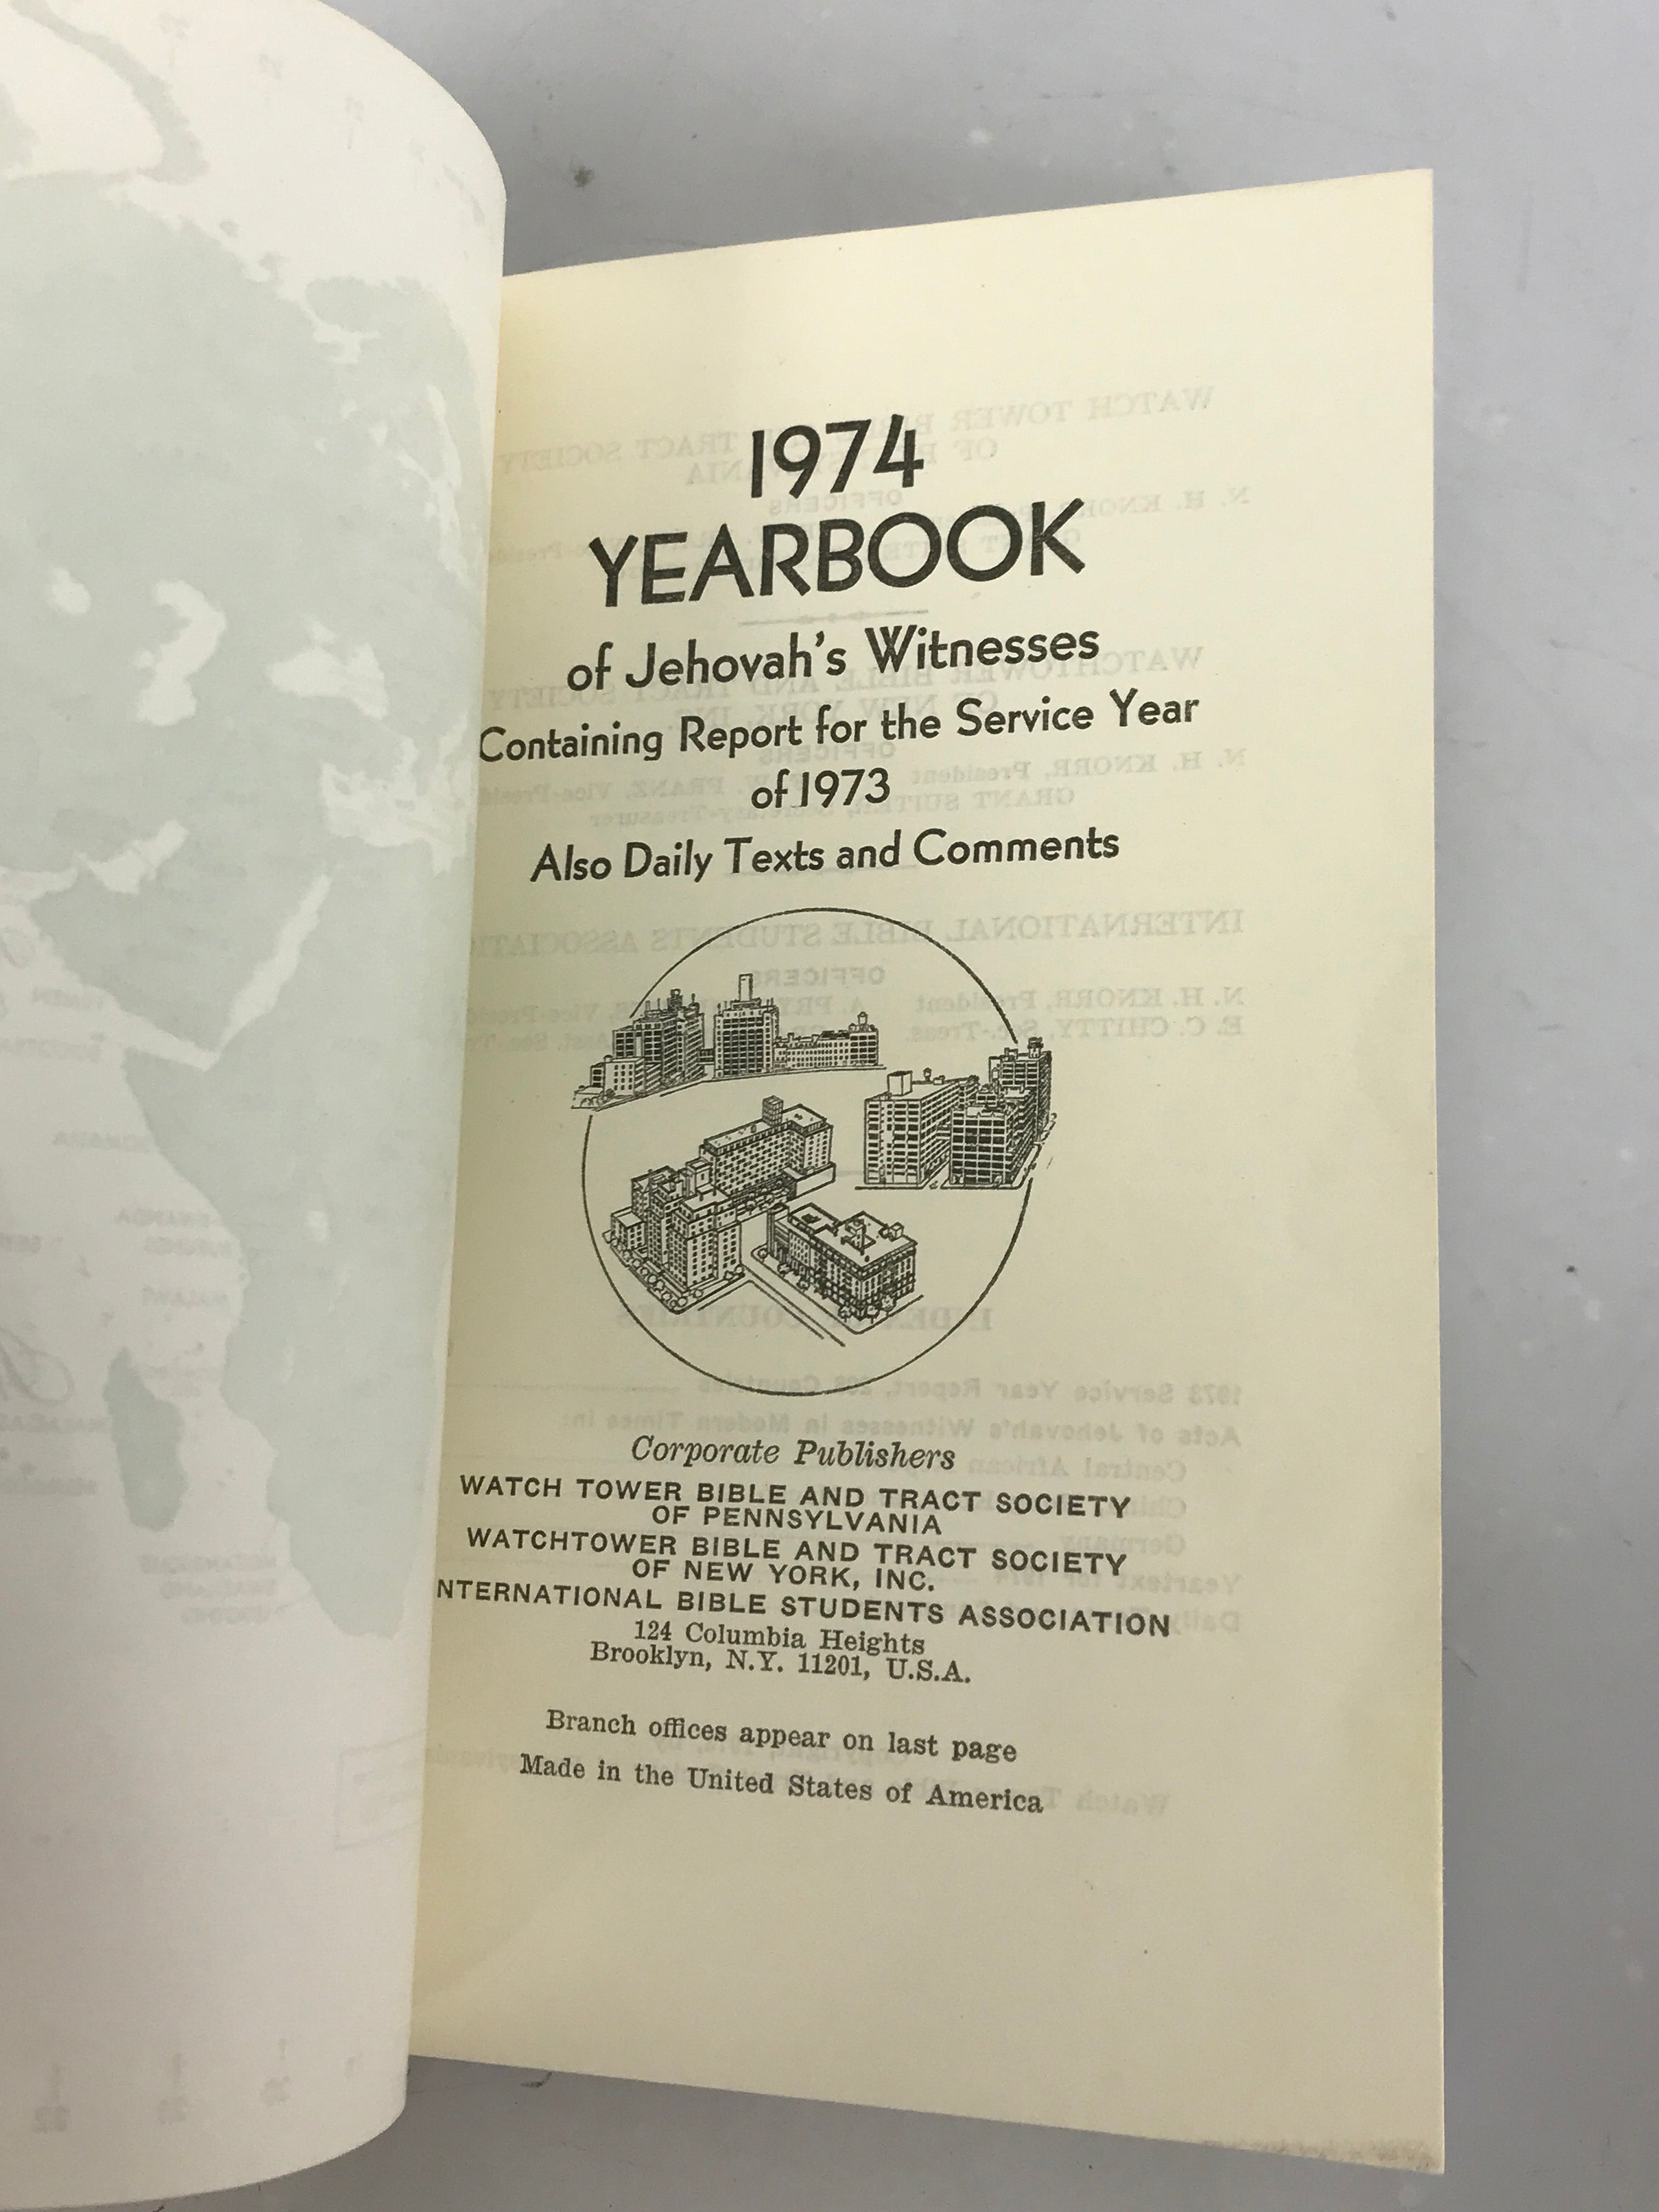 1974
YEARBOOK
of Jehovah's Witnesses
Containing Report for the Service Year
of 1973
Also Daily Texts and Comments
Corporate Publishers
WATCH TOWER BIBLE AND TRACT SOCIETY
OF PENNSYLVANIA
WATCHTOWER BIBLE AND TRACT SOCIETY
OF NEW YORK, INC.
NTERNATIONAL BIBLE STUDENTS ASSOCIATION
124 Columbia Heights
Brooklyn, N.Y. 11201, U.S.A.
Branch offices appear on last page
Made in the United States of America